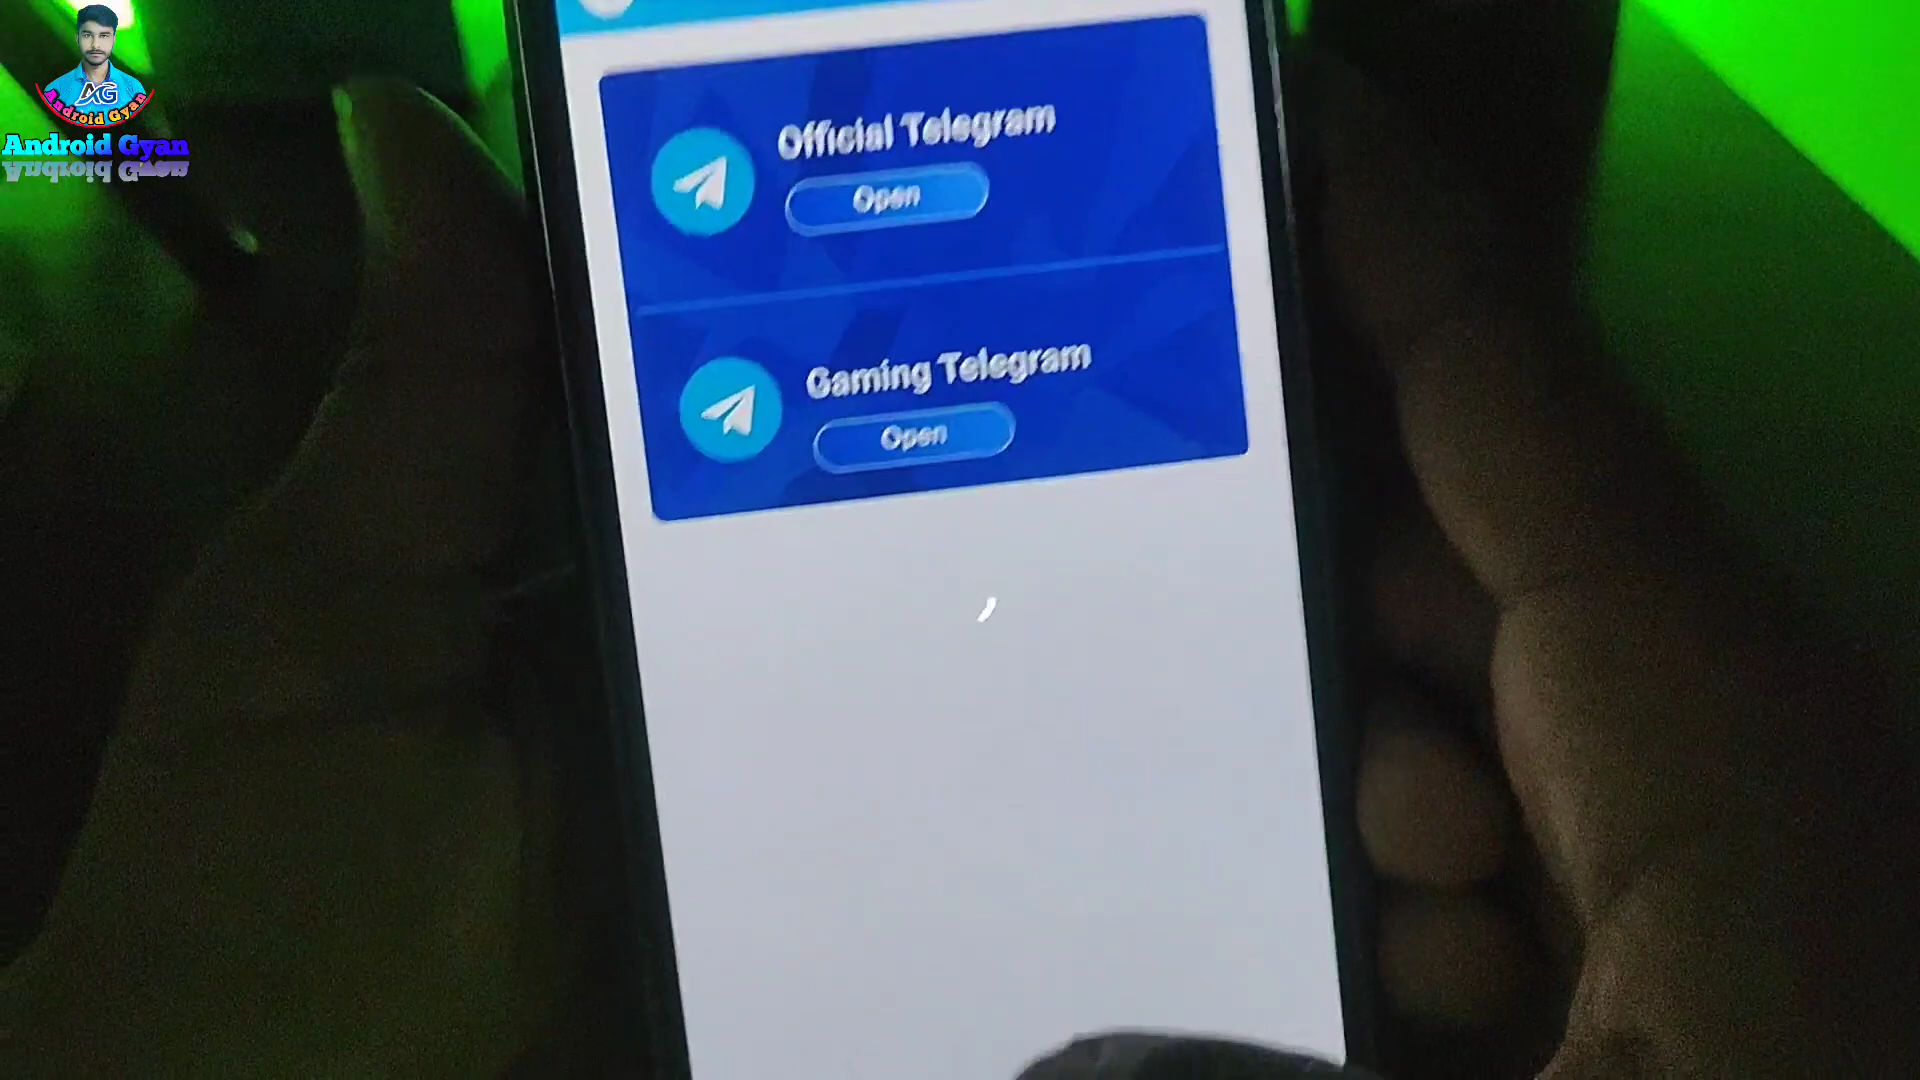 AG
Android Gyan
Android Gyan
Official Telegram
Open
Gaming Telegram
Open